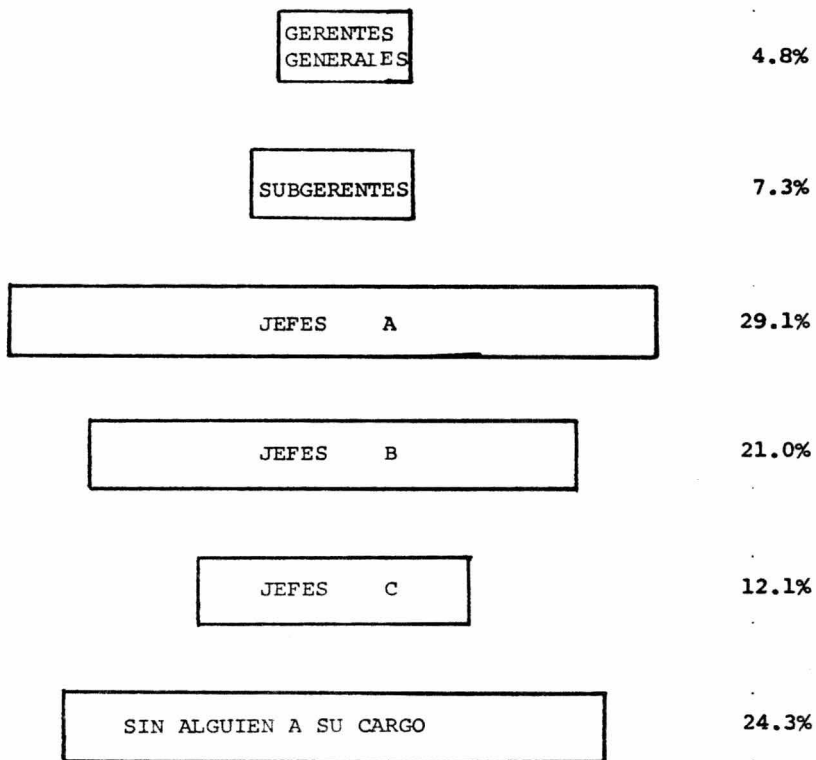 GERENTES
GENERALES
4.8%
SUBGERENTES
7.3%
JEFES A
29.1%
JEFES B
21.0%
JEFES C
12.1%
SIN ALGUIEN A SU CARGO
24.3%